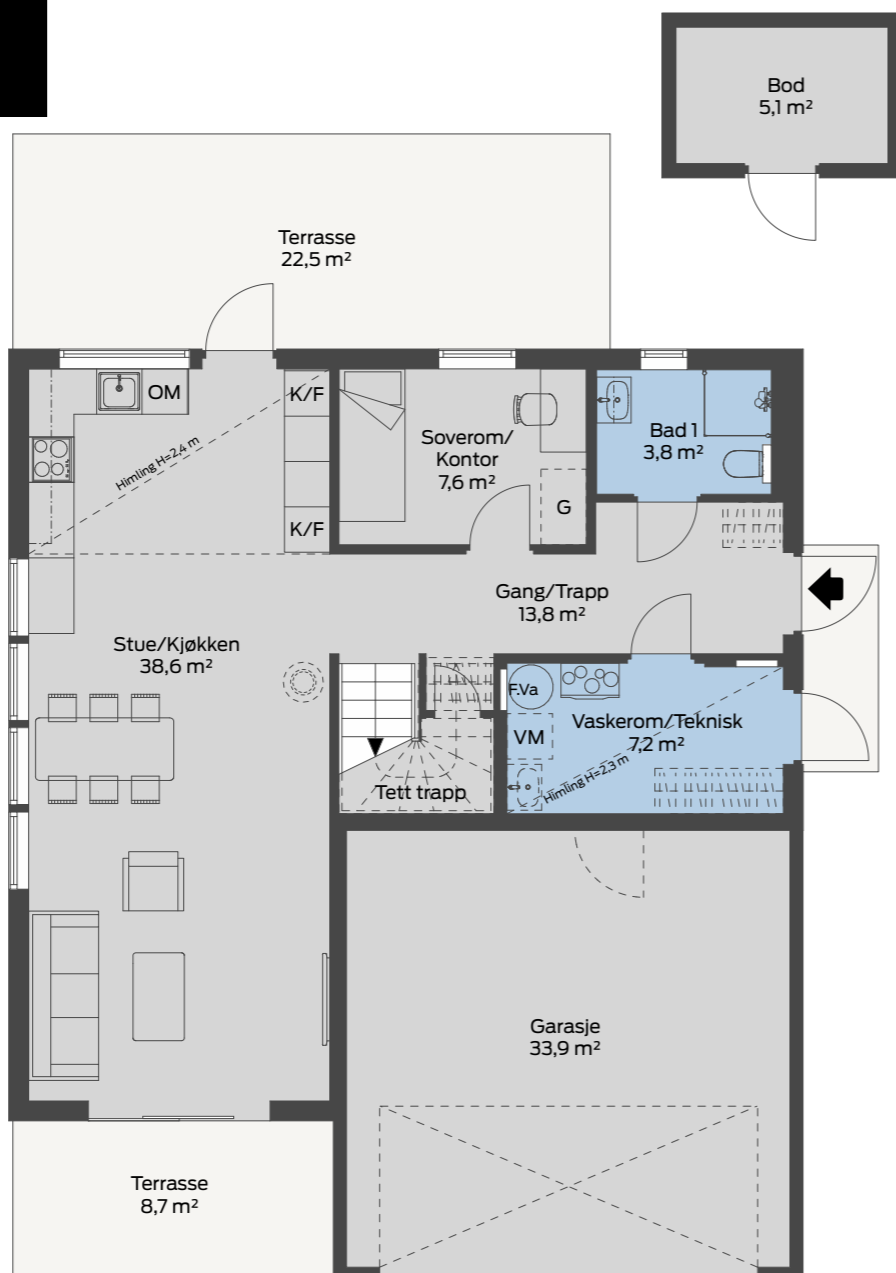 Bod
5,1 m²
Terrasse
22,5 m²
OM
K/F
Himling H=2,4 m
K/F
Soverom/
Kontor
7,6 m²
G
Bad 1
3,8 m²
Gang/Trapp
13,8 m²
Stue/Kjøkken
38,6 m²
F.Va
VM
Vaskerom/Teknisk
7,2 m²
Himling H=2,3 m
Tett trapp
Garasje
33,9 m²
Terrasse
8,7 m²